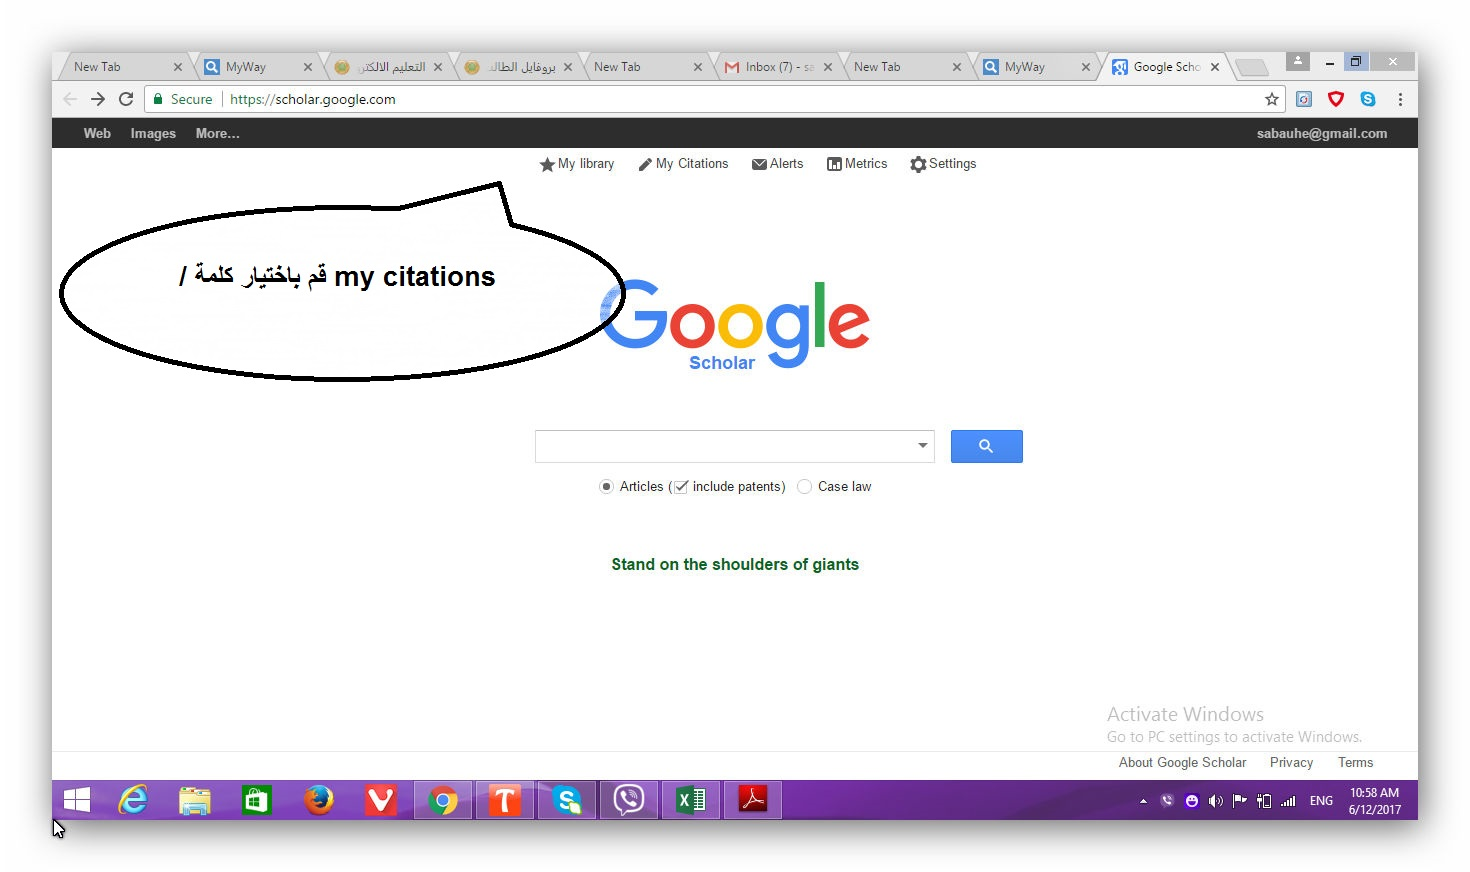 New Tab
MyWay
التعليم الالكتر
بروفايل الطالب
New Tab
Inbox (7) - sa
New Tab
MyWay
Google Scho
Secure
https://scholar.google.com
Web Images More...
sabauhe@gmail.com
My library My Citations Alerts Metrics Settings
قم باختيار كلمة / my citations
Google
Scholar
Articles (include patents) Case law
Stand on the shoulders of giants
Activate Windows
Go to PC settings to activate Windows.
About Google Scholar Privacy Terms
ENG
10:58 AM
6/12/2017